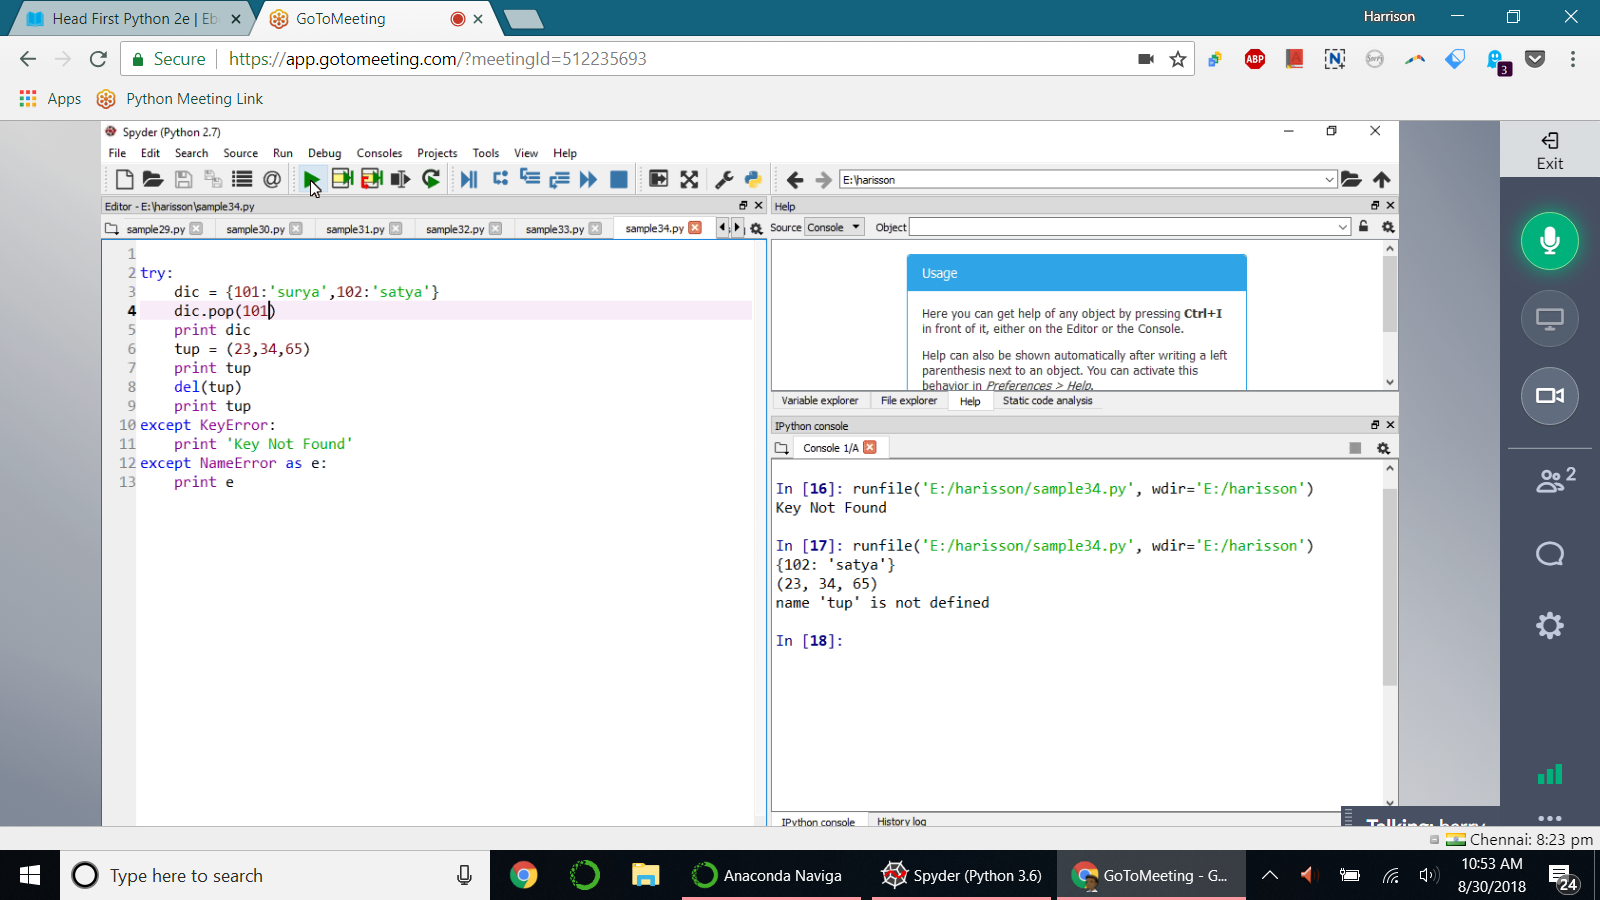 Head First Python 2e | Eb
GoToMeeting
Harrison
Secure
https://app.gotomeeting.com/?meetingId=512235693
ABP
3
Apps
Python Meeting Link
Spyder (Python 2.7)
File Edit Search Source Run Debug Consoles Projects Tools View Help
E:\harisson
Editor - E:\harisson\sample34.py
Help
sample29.py sample30.py sample31.py sample32.py sample33.py sample34.py
Source Console Object
1
2 try:
3 dic = {101:'surya',102:'satya'}
4 dic.pop(101)
5 print dic
6 tup = (23,34,65)
7 print tup
8 del(tup)
9 print tup
10 except KeyError:
11 print 'Key Not Found'
12 except NameError as e:
13 print e
Usage
Here you can get help of any object by pressing Ctrl+I
in front of it, either on the Editor or the Console.
Help can also be shown automatically after writing a left
parenthesis next to an object. You can activate this
behavior in Preferences > Help.
Variable explorer File explorer Help Static code analysis
IPython console
Console 1/A
In [16]: runfile('E:/harisson/sample34.py', wdir='E:/harisson')
Key Not Found
In [17]: runfile('E:/harisson/sample34.py', wdir='E:/harisson')
{102: 'satya'}
(23, 34, 65)
name 'tup' is not defined
In [18]:
IPython console History log
Exit
2
Talking: harry
Chennai: 8:23 pm
Type here to search
Anaconda Naviga
Spyder (Python 3.6)
GoToMeeting - G...
10:53 AM
8/30/2018
24